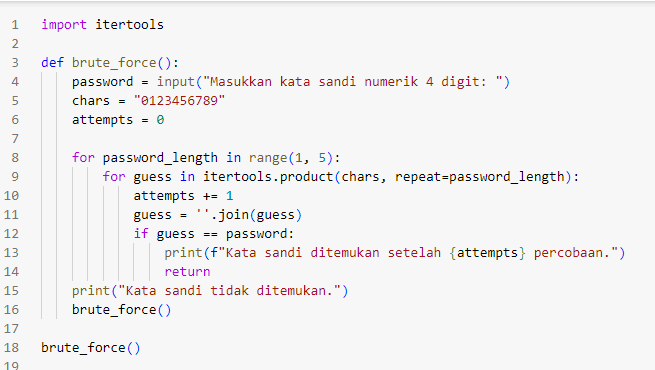 1 import itertools
2
3 def brute_force():
4     password = input("Masukkan kata sandi numerik 4 digit: ")
5     chars = "0123456789"
6     attempts = 0
7
8     for password_length in range(1, 5):
9         for guess in itertools.product(chars, repeat=password_length):
10             attempts += 1
11             guess = ''.join(guess)
12             if guess == password:
13                 print(f"Kata sandi ditemukan setelah {attempts} percobaan.")
14                 return
15     print("Kata sandi tidak ditemukan.")
16     brute_force()
17
18 brute_force()
19